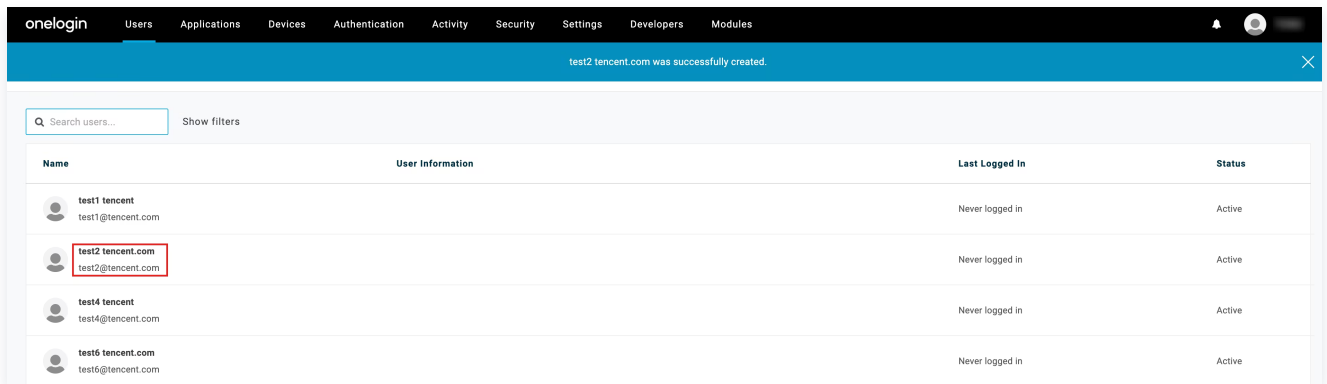 onelogin Users Applications Devices Authentication Activity Security Settings Developers Modules
test2 tencent.com was successfully created.
Search users... Show filters
Name User Information Last Logged In Status
test1 tencent
test1@tencent.com Never logged in Active
test2 tencent.com
test2@tencent.com Never logged in Active
test4 tencent
test4@tencent.com Never logged in Active
test6 tencent.com
test6@tencent.com Never logged in Active